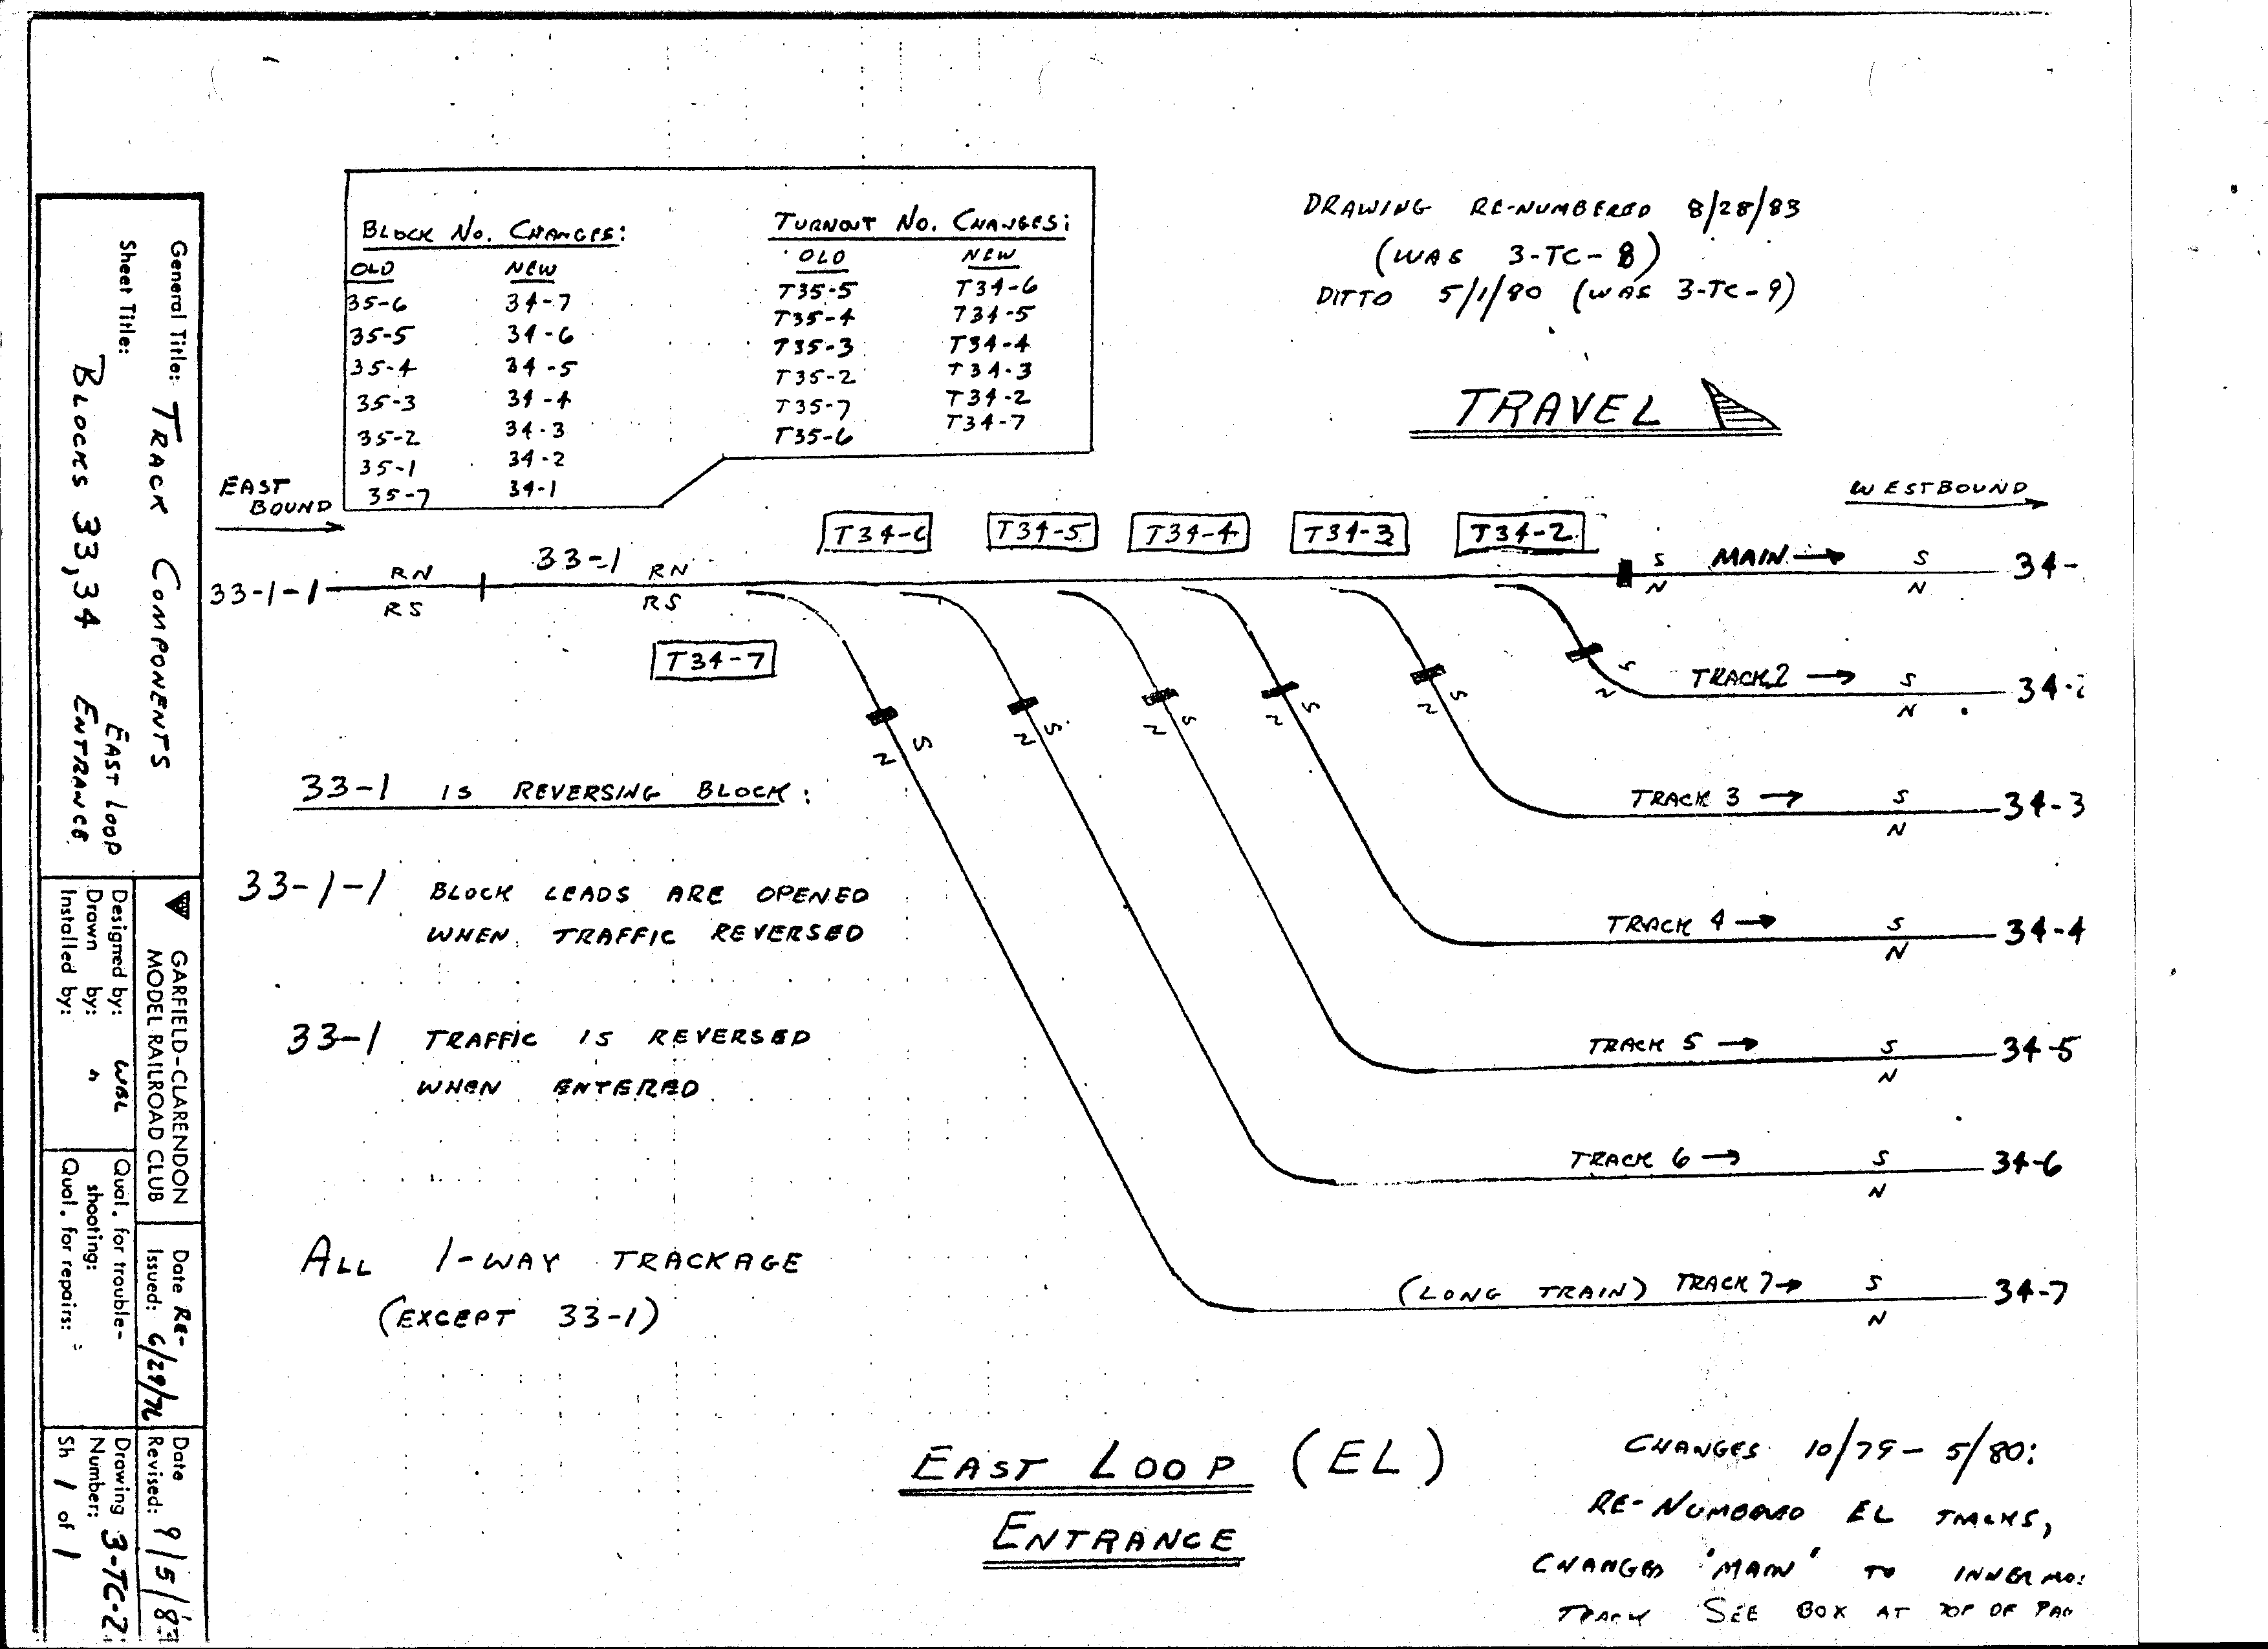 General Title: TRACK COMPONENTS
Sheet Title: EAST LOOP
BLOCKS 33,34 ENTRANCE
GARFIELD-CLARENDON
MODEL RAILROAD CLUB
Designed by: WBL
Drawn by: "
Installed by:
Qual. for trouble-
shooting:
Qual. for repairs:
Date RE-
Issued: 6/29/76
Date
Revised: 9/5/83
Drawing
Number: 3-TC-2
Sh 1 of 1
BLOCK NO. CHANGES:
OLD NEW
35-6 34-7
35-5 34-6
35-4 34-5
35-3 34-4
35-2 34-3
35-1 34-2
35-7 34-1
TURNOUT NO. CHANGES:
OLD NEW
T35-5 T34-6
T35-4 T34-5
T35-3 T34-4
T35-2 T34-3
T35-7 T34-2
T35-6 T34-7
DRAWING RE-NUMBERED 8/28/83
(WAS 3-TC-8)
DITTO 5/1/80 (WAS 3-TC-9)
TRAVEL
EAST
BOUND
WESTBOUND
T34-6 T34-5 T34-4 T34-3 T34-2
33-1-1 RN 33-1 RN S MAIN → S 34-
RS RS N N
T34-7
S N TRACK 2 → S 34-2
N
S N S N S N S N S N
33-1 IS REVERSING BLOCK:
TRACK 3 → S 34-3
N
33-1-1 BLOCK LEADS ARE OPENED
WHEN TRAFFIC REVERSED
TRACK 4 → S 34-4
N
33-1 TRAFFIC IS REVERSED
WHEN ENTERED
TRACK 5 → S 34-5
N
TRACK 6 → S 34-6
N
ALL 1-WAY TRACKAGE
(EXCEPT 33-1)
(LONG TRAIN) TRACK 7 → S 34-7
N
EAST LOOP (EL)
ENTRANCE
CHANGES 10/79 - 5/80:
RE-NUMBERED EL TRACKS,
CHANGED 'MAIN' TO INNERMO
TRACK SEE BOX AT TOP OF PAG